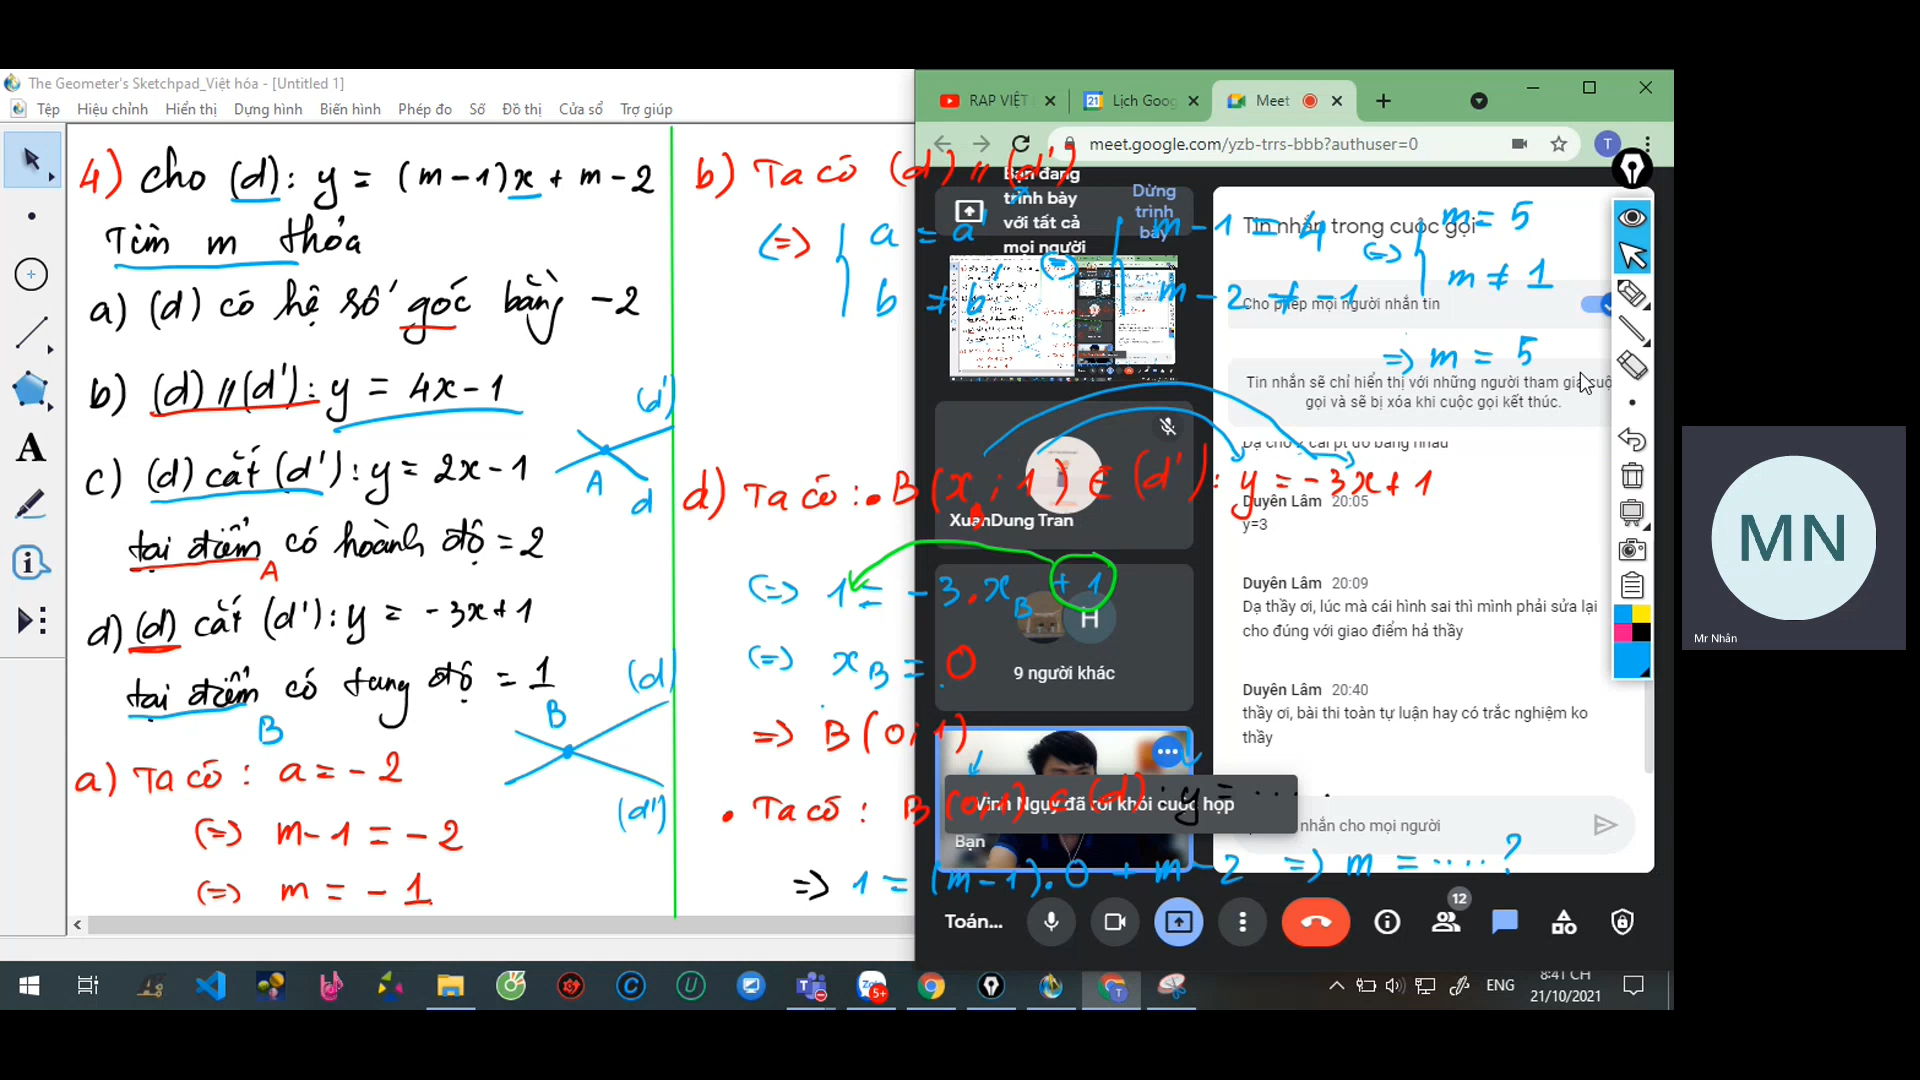 The Geometer's Sketchpad_Việt hóa - [Untitled 1]
Tệp Hiệu chỉnh Hiển thị Dựng hình Biến hình Phép đo Số Đồ thị Cửa sổ Trợ giúp
4) Cho (d): y = (m-1)x + m-2
Tìm m thỏa
a) (d) có hệ số góc bằng -2
b) (d) // (d'): y = 4x-1
c) (d) cắt (d'): y = 2x-1
tại điểm có hoành độ = 2
A
d) (d) cắt (d'): y = -3x+1
tại điểm có tung độ = 1
B
(d')
A
d
(d)
B
(d')
a) Ta có: a = -2
(=) m-1 = -2
(=) m = -1
b) Ta có (d) // (d')
(=) a = a' m-1 = 4 (=) m = 5
b ≠ b' m-2 ≠ -1 m ≠ 1
=) m = 5
d) Ta có: B(x ; 1) ∈ (d'): y = -3x+1
(=) 1 = -3.x_B + 1
(=) x_B = 0
=) B(0;1)
Ta có: B(0;1) ∈ (d): y = .....
=) 1 = (m-1).0 + m-2 =) m = ....?
RAP VIỆT
Lịch Goog
Meet
meet.google.com/yzb-trrs-bbb?authuser=0
Bạn đang trình bày với tất cả mọi người
Dừng trình bày
XuanDung Tran
H
9 người khác
Bạn
Vinh Ngụy đã rời khỏi cuộc họp
Tin nhắn trong cuộc gọi
Cho phép mọi người nhắn tin
Tin nhắn sẽ chỉ hiển thị với những người tham gia cuộc
gọi và sẽ bị xóa khi cuộc gọi kết thúc.
Duyên Lâm 20:05
y=3
Duyên Lâm 20:09
Dạ thầy ơi, lúc mà cái hình sai thì mình phải sửa lại
cho đúng với giao điểm hả thầy
Duyên Lâm 20:40
thầy ơi, bài thi toàn tự luận hay có trắc nghiệm ko
thầy
nhắn cho mọi người
Toán...
12
T
MN
Mr Nhân
A
5+
ENG
8:41 CH
21/10/2021